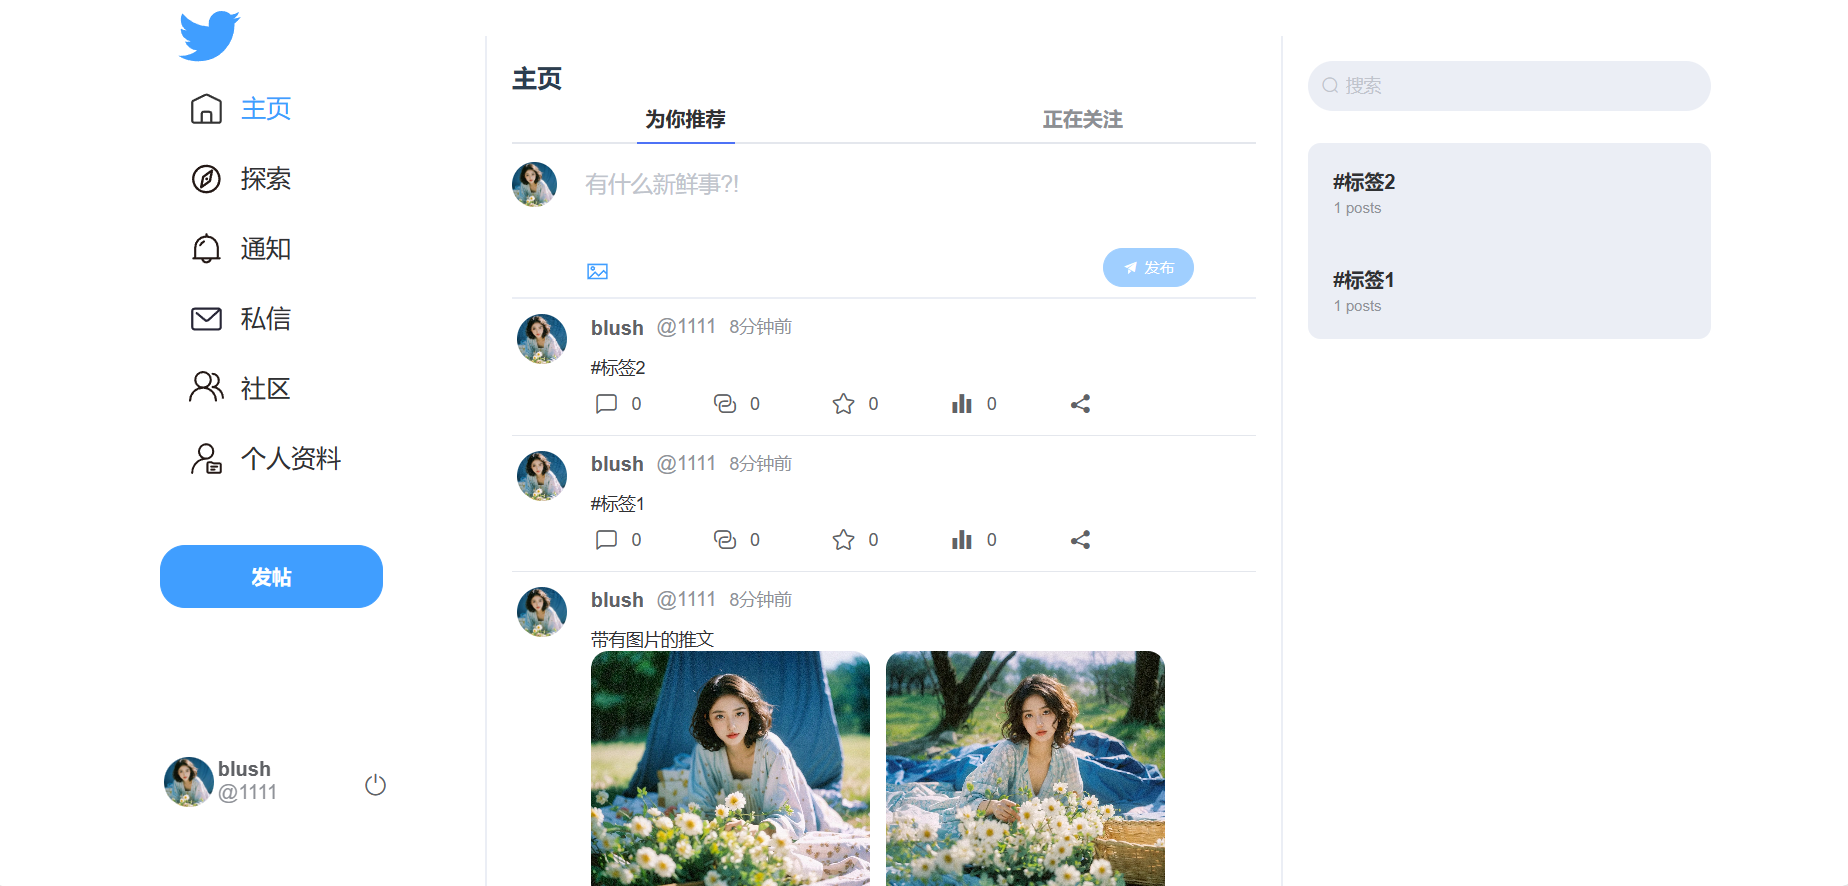 主页
探索
通知
私信
社区
个人资料
发帖
blush
@1111
主页
为你推荐
正在关注
有什么新鲜事?!
发布
blush @1111 8分钟前
#标签2
0 0 0 0
blush @1111 8分钟前
#标签1
0 0 0 0
blush @1111 8分钟前
带有图片的推文
搜索
#标签2
1 posts
#标签1
1 posts